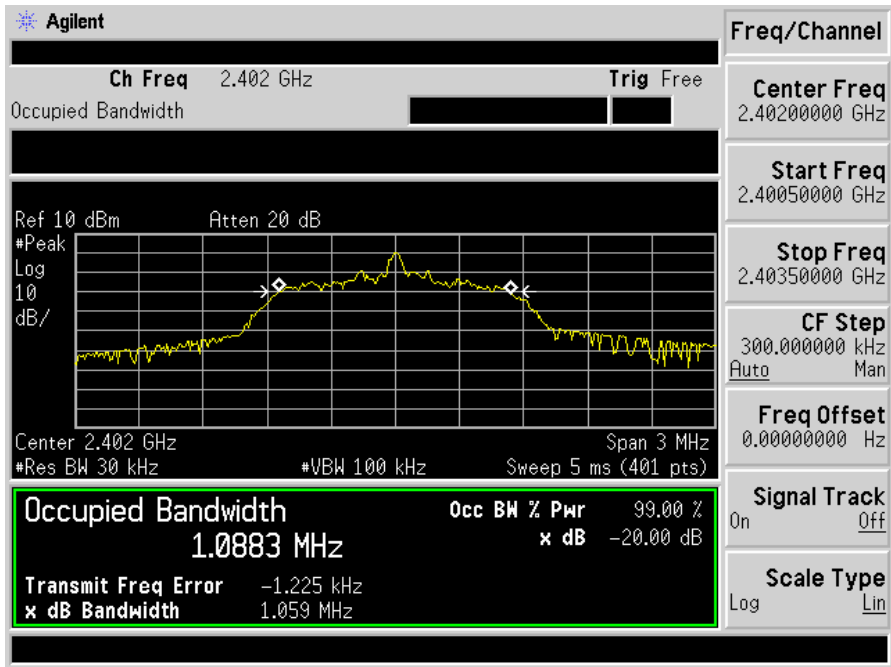 Agilent
Freq/Channel
Ch Freq 2.402 GHz Trig Free
Occupied Bandwidth
Center Freq
2.40200000 GHz
Start Freq
2.40050000 GHz
Stop Freq
2.40350000 GHz
CF Step
300.000000 kHz
Auto Man
Freq Offset
0.00000000 Hz
Signal Track
On Off
Scale Type
Log Lin
Ref 10 dBm Atten 20 dB
#Peak
Log
10
dB/
Center 2.402 GHz Span 3 MHz
#Res BW 30 kHz #VBW 100 kHz Sweep 5 ms (401 pts)
Occupied Bandwidth Occ BW % Pwr 99.00 %
1.0883 MHz x dB -20.00 dB
Transmit Freq Error -1.225 kHz
x dB Bandwidth 1.059 MHz